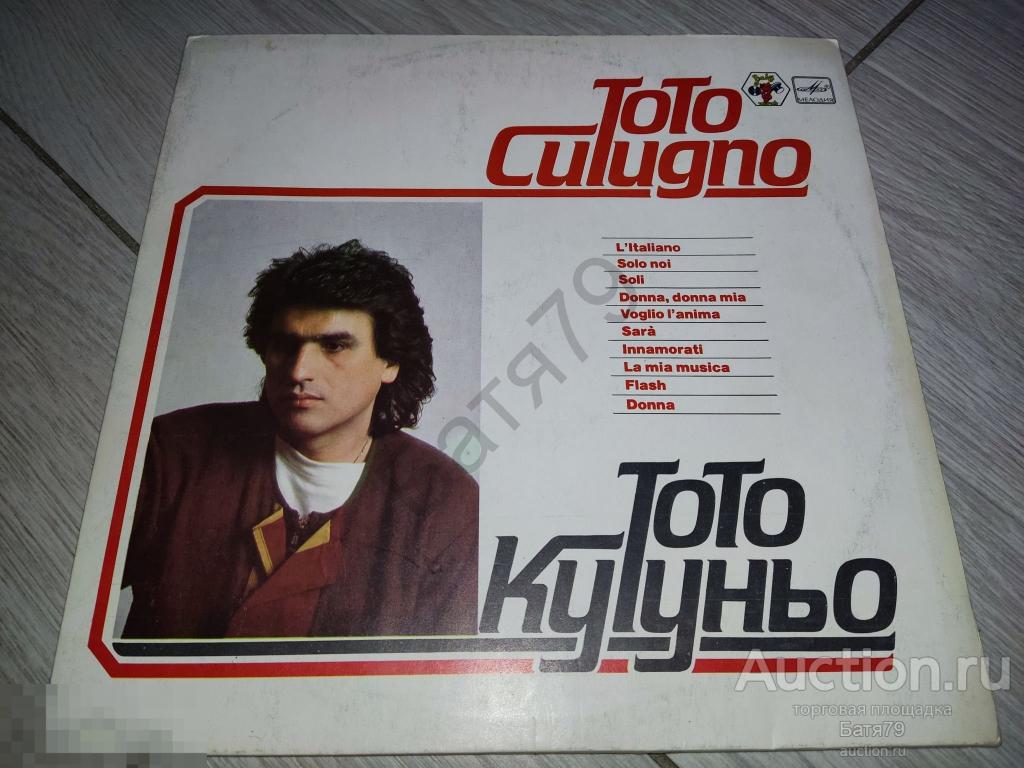 ToTo
Cutugno
МЕЛОДИЯ
L'Italiano
Solo noi
Soli
Donna, donna mia
Voglio l'anima
Sarà
Innamorati
La mia musica
Flash
Donna
ТоТо
Кутуньо
Батя79
Auction.ru
торговая площадка
Батя79
auction.ru